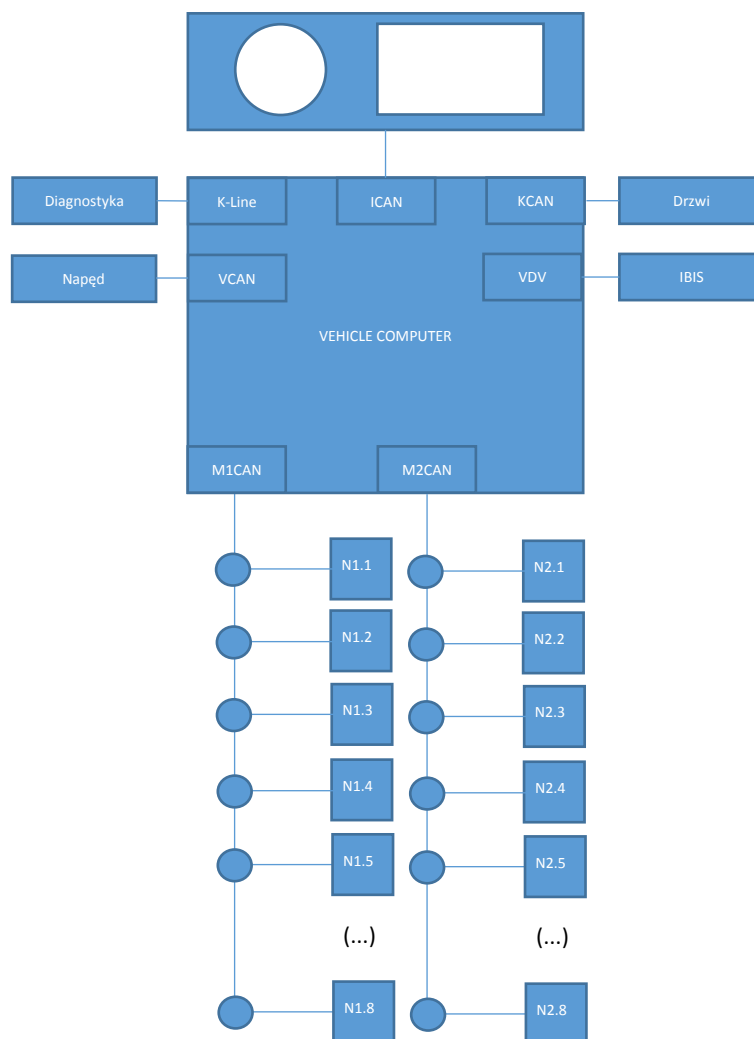 Diagnostyka
K-Line
ICAN
KCAN
Drzwi
Napęd
VCAN
VDV
IBIS
VEHICLE COMPUTER
M1CAN
M2CAN
N1.1
N2.1
N1.2
N2.2
N1.3
N2.3
N1.4
N2.4
N1.5
N2.5
(...)
(...)
N1.8
N2.8